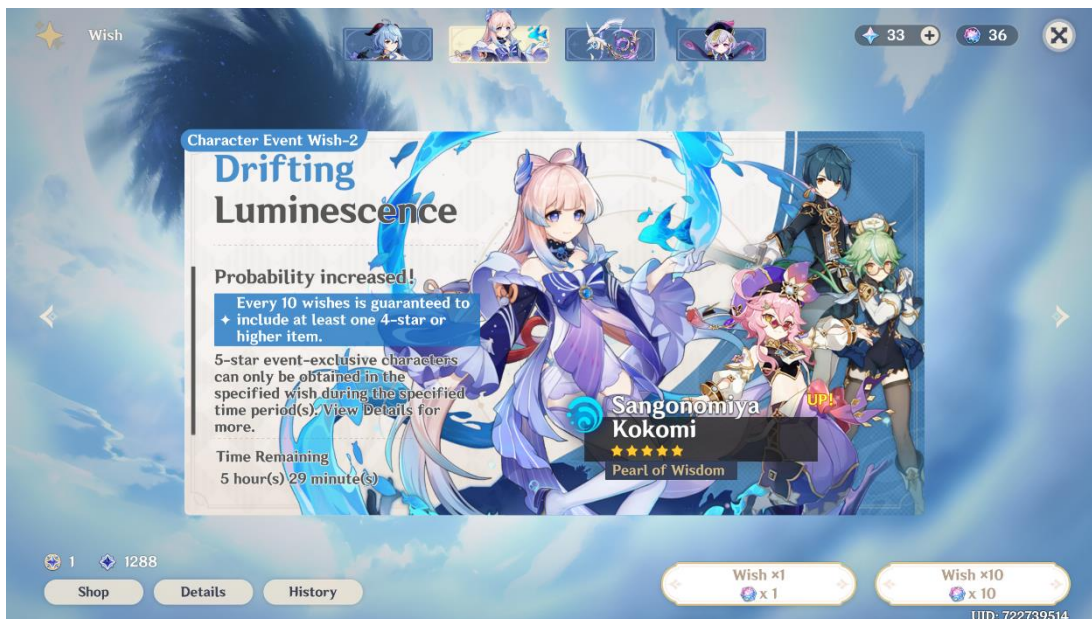 Wish
33
36
Character Event Wish-2
Drifting
Luminescence
Probability increased!
Every 10 wishes is guaranteed to
include at least one 4-star or
higher item.
5-star event-exclusive characters
can only be obtained in the
specified wish during the specified
time period(s). View Details for
more.
Time Remaining
5 hour(s) 29 minute(s)
UP!
Sangonomiya
Kokomi
Pearl of Wisdom
1 1288
Shop Details History
Wish ×1
x 1
Wish ×10
x 10
UID: 722739514